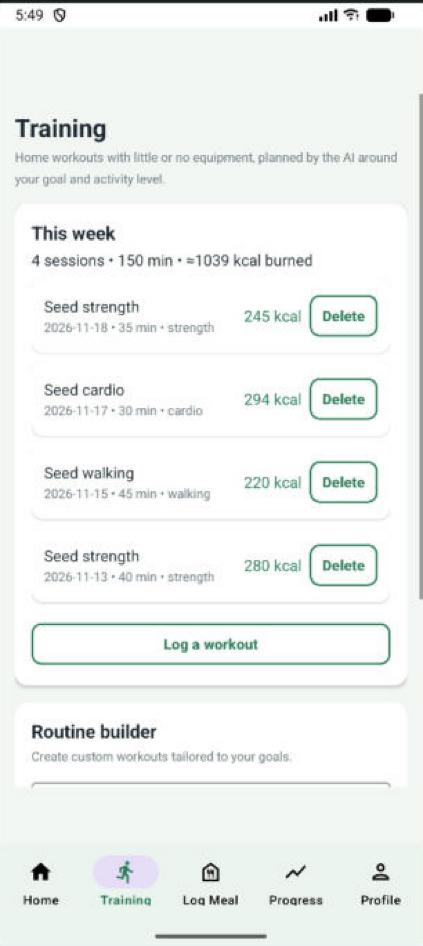 5:49
Training
Home workouts with little or no equipment, planned by the AI around
your goal and activity level.
This week
4 sessions • 150 min • ≈1039 kcal burned
Seed strength
2026-11-18 • 35 min • strength
245 kcal
Delete
Seed cardio
2026-11-17 • 30 min • cardio
294 kcal
Delete
Seed walking
2026-11-15 • 45 min • walking
220 kcal
Delete
Seed strength
2026-11-13 • 40 min • strength
280 kcal
Delete
Log a workout
Routine builder
Create custom workouts tailored to your goals.
Home
Training
Log Meal
Progress
Profile